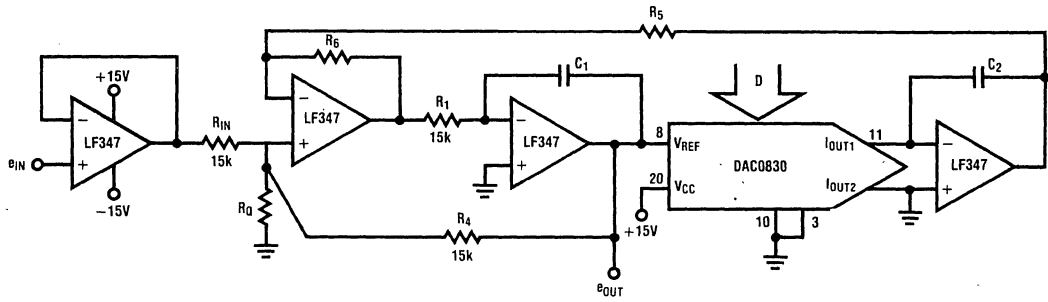 R5
R6
C1
C2
+15V
D
R1
15k
RIN
15k
−
LF347
+
−
LF347
+
−
LF347
+
8
VREF
IOUT1
11
DAC0830
−
LF347
+
eIN
−15V
20
VCC
IOUT2
RQ
R4
15k
+15V
10
3
eOUT